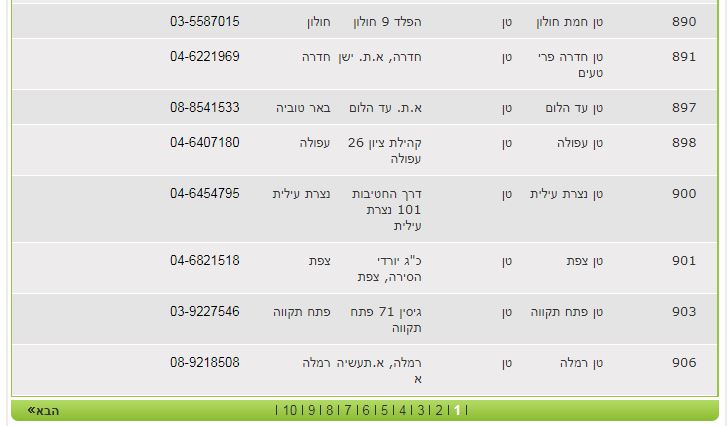 890 טן חמת חולון טן הפלד 9 חולון חולון 03-5587015
891 טן חדרה פרי טן חדרה, א.ת. ישן חדרה 04-6221969
טעים
897 טן עד הלום טן א.ת. עד הלום באר טוביה 08-8541533
898 טן עפולה טן קהילת ציון 26 עפולה 04-6407180
עפולה
900 טן נצרת עילית טן דרך החטיבות נצרת עילית 04-6454795
101 נצרת
עילית
901 טן צפת טן כ"ג יורדי צפת 04-6821518
הסירה, צפת
903 טן פתח תקווה טן גיסין 71 פתח פתח תקווה 03-9227546
תקווה
906 טן רמלה טן רמלה, א.תעשיה רמלה 08-9218508
א
| 1 | 2 | 3 | 4 | 5 | 6 | 7 | 8 | 9 | 10 | הבא»